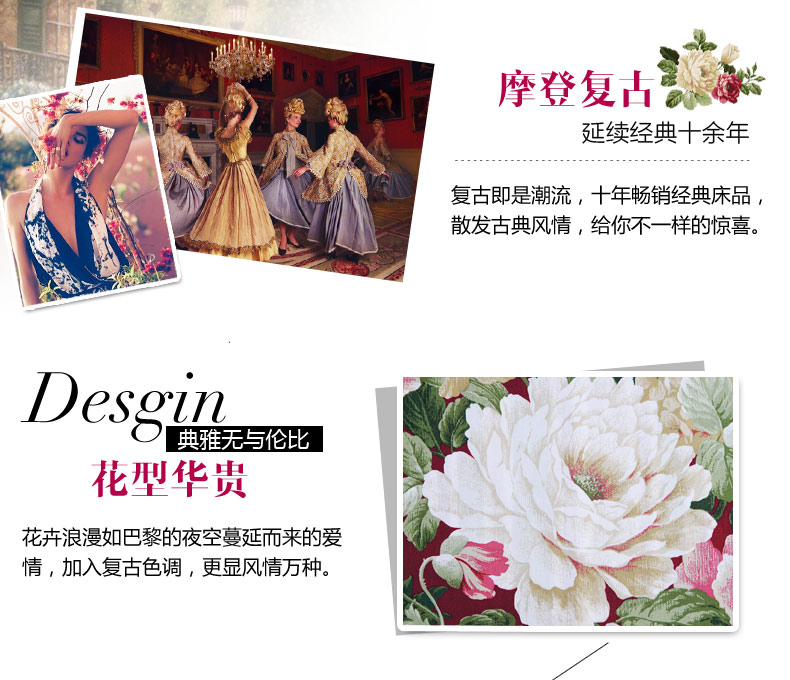 摩登复古
延续经典十余年
复古即是潮流，十年畅销经典床品，
散发古典风情，给你不一样的惊喜。
Desgin
典雅无与伦比
花型华贵
花卉浪漫如巴黎的夜空蔓延而来的爱
情，加入复古色调，更显风情万种。